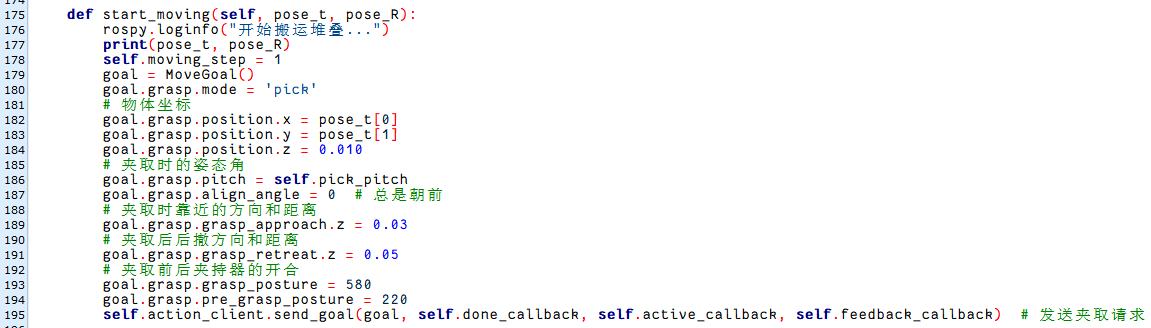 175 def start_moving(self, pose_t, pose_R):
176 rospy.loginfo("开始搬运堆叠...")
177 print(pose_t, pose_R)
178 self.moving_step = 1
179 goal = MoveGoal()
180 goal.grasp.mode = 'pick'
181 # 物体坐标
182 goal.grasp.position.x = pose_t[0]
183 goal.grasp.position.y = pose_t[1]
184 goal.grasp.position.z = 0.010
185 # 夹取时的姿态角
186 goal.grasp.pitch = self.pick_pitch
187 goal.grasp.align_angle = 0 # 总是朝前
188 # 夹取时靠近的方向和距离
189 goal.grasp.grasp_approach.z = 0.03
190 # 夹取后后撤方向和距离
191 goal.grasp.grasp_retreat.z = 0.05
192 # 夹取前后夹持器的开合
193 goal.grasp.grasp_posture = 580
194 goal.grasp.pre_grasp_posture = 220
195 self.action_client.send_goal(goal, self.done_callback, self.active_callback, self.feedback_callback) # 发送夹取请求